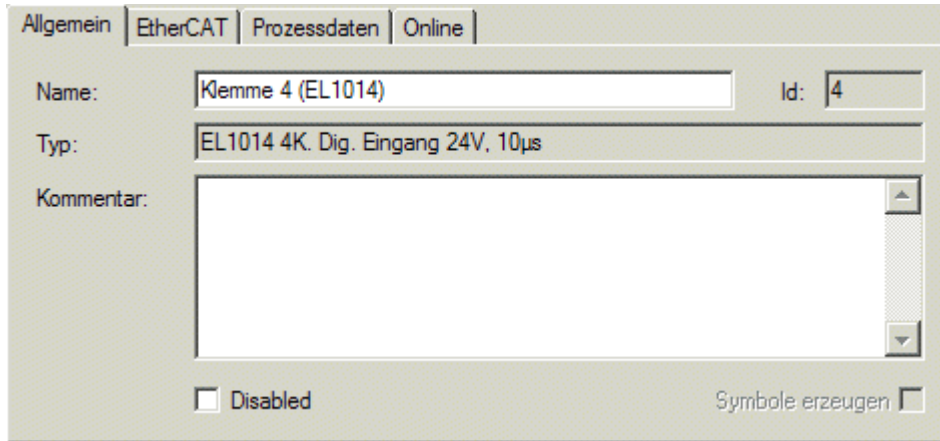 Allgemein EtherCAT Prozessdaten Online
Name: Klemme 4 (EL1014) Id: 4
Typ: EL1014 4K. Dig. Eingang 24V, 10µs
Kommentar:
Disabled Symbole erzeugen